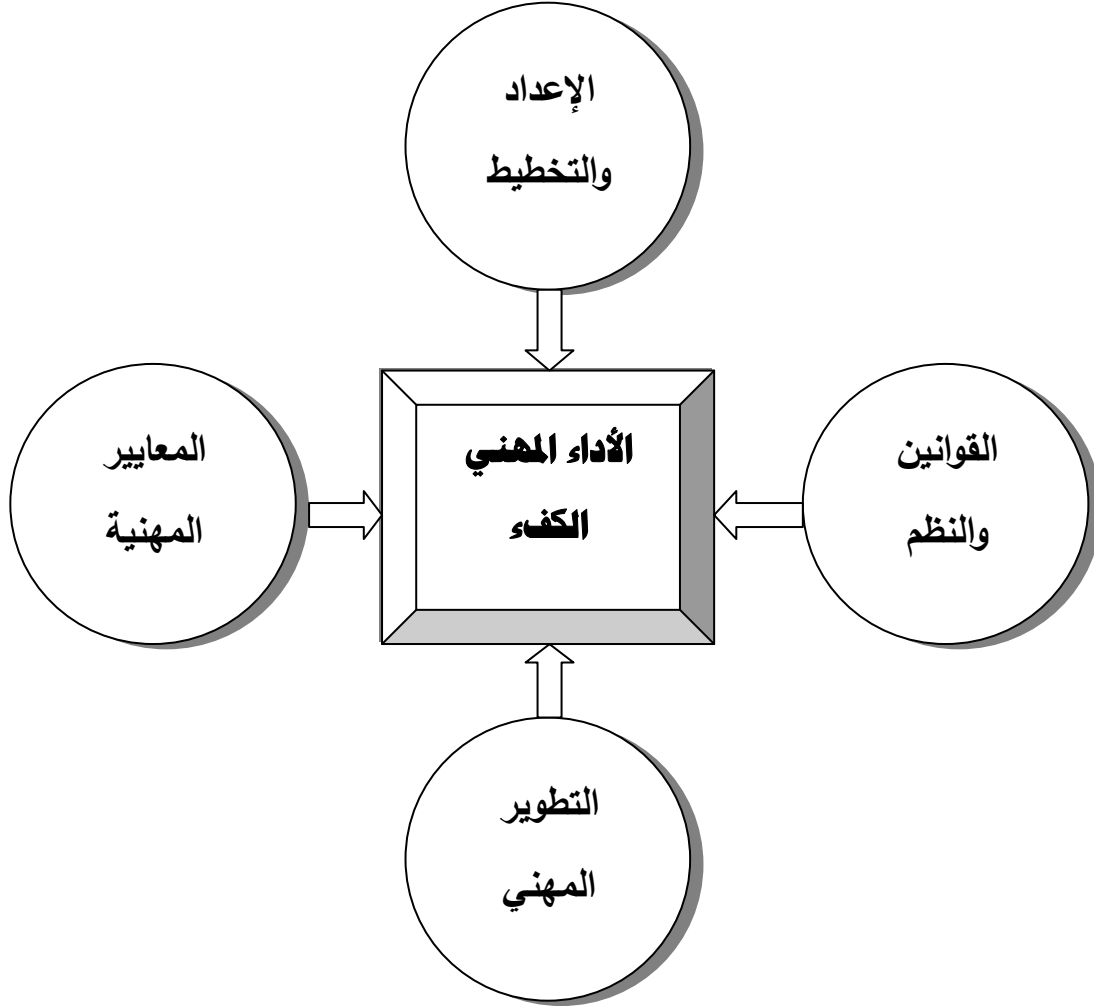 الإعداد
والتخطيط
القوانين
والنظم
الأداء المهني
الكفء
المعايير
المهنية
التطوير
المهني